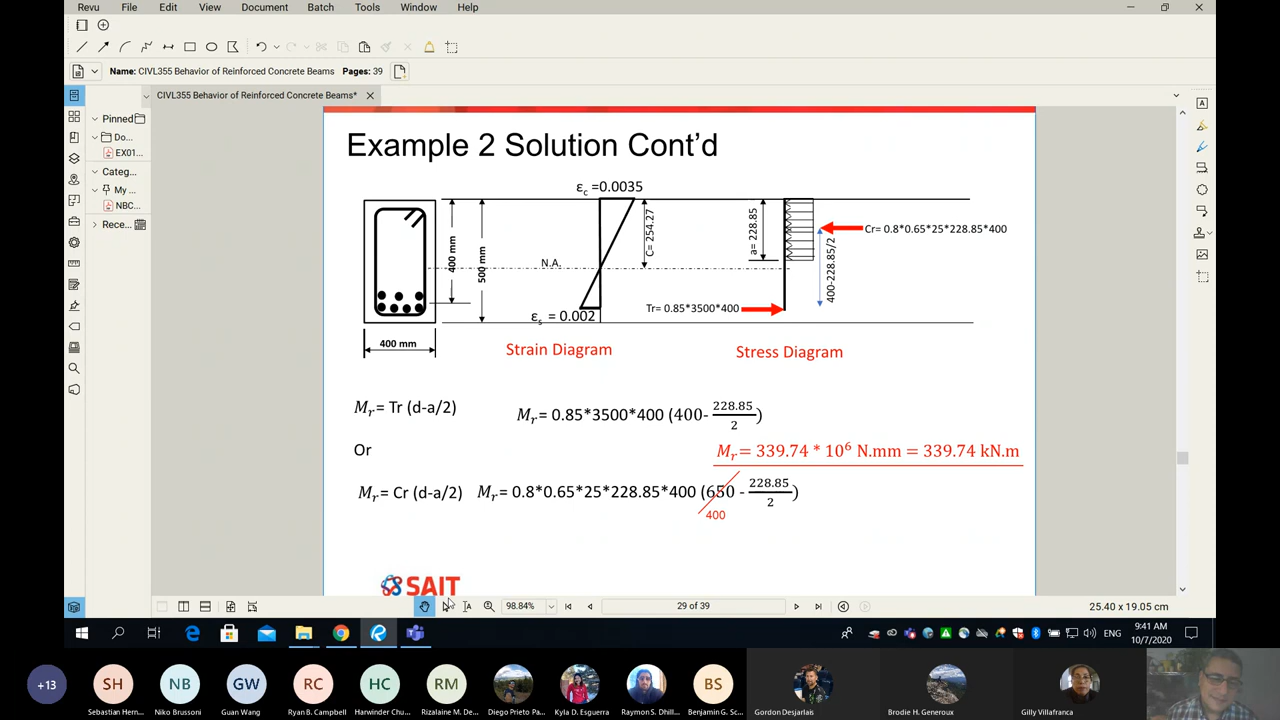 Revu File Edit View Document Batch Tools Window Help
Name: CIVL355 Behavior of Reinforced Concrete Beams Pages: 39
CIVL355 Behavior of Reinforced Concrete Beams*
Pinned
Do...
EX01...
Categ...
My ...
NBC...
Rece...
Example 2 Solution Cont'd
εc =0.0035
400 mm
500 mm
C= 254.27
N.A.
εs = 0.002
400 mm
Strain Diagram
a= 228.85
Cr= 0.8*0.65*25*228.85*400
400-228.85/2
Tr= 0.85*3500*400
Stress Diagram
Mr= Tr (d-a/2)
Mr= 0.85*3500*400 (400- 228.85/2)
Or
Mr= 339.74 * 10⁶ N.mm = 339.74 kN.m
Mr= Cr (d-a/2)
Mr= 0.8*0.65*25*228.85*400 (650 - 228.85/2)
400
SAIT
98.84%
29 of 39
25.40 x 19.05 cm
ENG
9:41 AM
10/7/2020
+13
SH
NB
GW
RC
HC
RM
BS
Sebastian Hern...
Niko Brussoni
Guan Wang
Ryan B. Campbell
Harwinder Chu...
Rizalaine M. De...
Diego Prieto Pa...
Kyla D. Esguerra
Raymon S. Dhill...
Benjamin G. Sc...
Gordon Desjarlais
Brodie H. Generoux
Gilly Villafranca